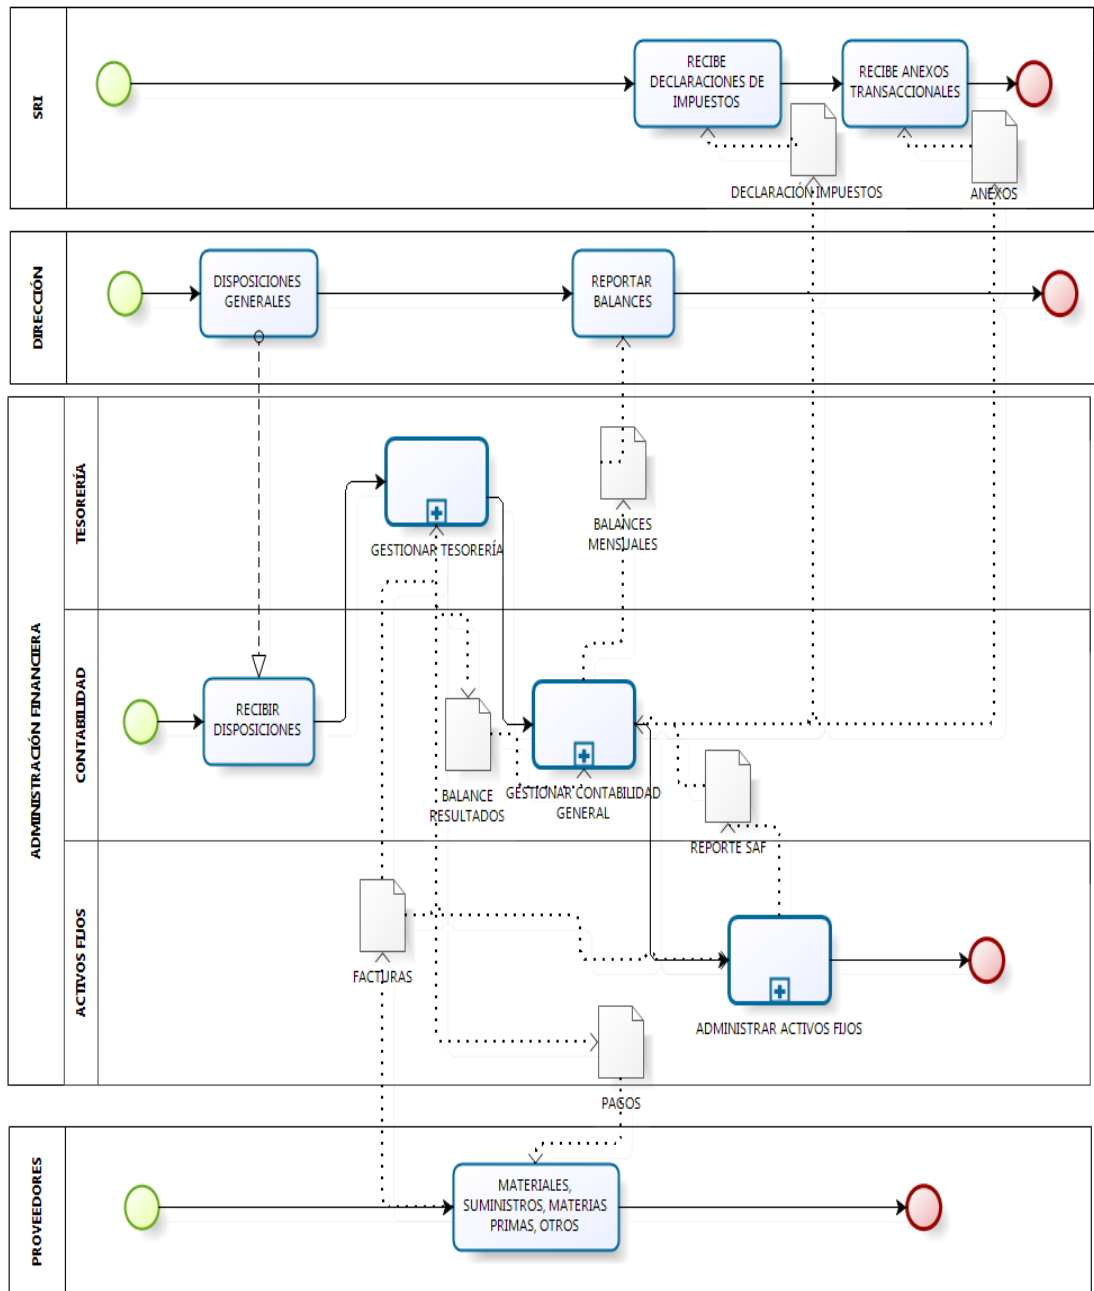 SRI
RECIBE
DECLARACIONES DE
IMPUESTOS
RECIBE ANEXOS
TRANSACCIONALES
DECLARACIÓN IMPUESTOS
ANEXOS
DIRECCIÓN
DISPOSICIONES
GENERALES
REPORTAR
BALANCES
ADMINISTRACIÓN FINANCIERA
TESORERÍA
GESTIONAR TESORERÍA
BALANCES
MENSUALES
CONTABILIDAD
RECIBIR
DISPOSICIONES
BALANCE
RESULTADOS
GESTIONAR CONTABILIDAD
GENERAL
REPORTE SAF
ACTIVOS FIJOS
FACTURAS
ADMINISTRAR ACTIVOS FIJOS
PAGOS
PROVEEDORES
MATERIALES,
SUMINISTROS, MATERIAS
PRIMAS, OTROS